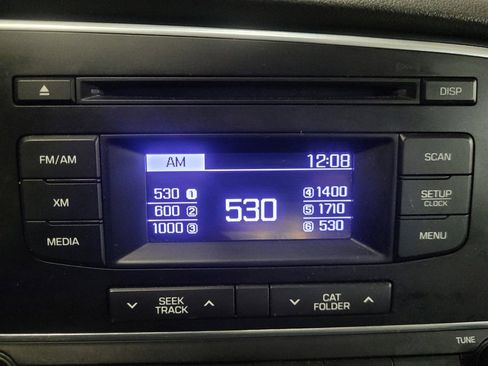 DISP
FM/AM
XM
MEDIA
AM 12:08
530 1
600 2
1000 3
530
4 1400
5 1710
6 530
SCAN
SETUP
CLOCK
MENU
SEEK
TRACK
CAT
FOLDER
TUNE